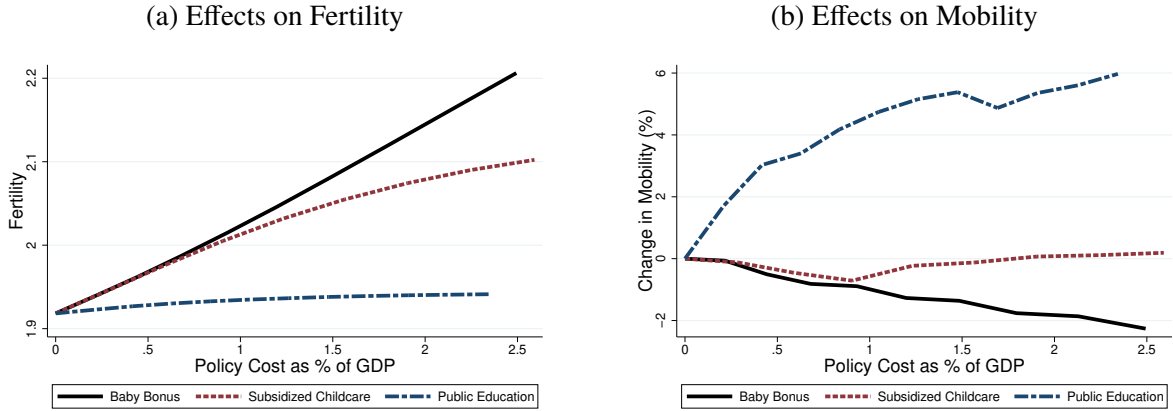 (a) Effects on Fertility
Fertility
2.2
2.1
2
1.9
0 .5 1 1.5 2 2.5
Policy Cost as % of GDP
Baby Bonus Subsidized Childcare Public Education
(b) Effects on Mobility
Change in Mobility (%)
6
4
2
0
−2
0 .5 1 1.5 2 2.5
Policy Cost as % of GDP
Baby Bonus Subsidized Childcare Public Education